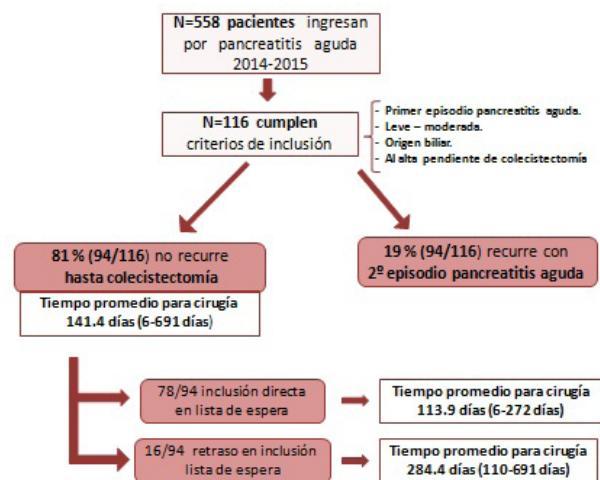 N=558 pacientes ingresan
por pancreatitis aguda
2014-2015
N=116 cumplen
criterios de inclusión
- Primer episodio pancreatitis aguda.
- Leve – moderada.
- Origen biliar.
- Al alta pendiente de colecistectomía
81 % (94/116) no recurre
hasta colecistectomía
Tiempo promedio para cirugía
141.4 días (6-691 días)
19 % (94/116) recurre con
2º episodio pancreatitis aguda
78/94 inclusión directa
en lista de espera
Tiempo promedio para cirugía
113.9 días (6-272 días)
16/94 retraso en inclusión
lista de espera
Tiempo promedio para cirugía
284.4 días (110-691 días)